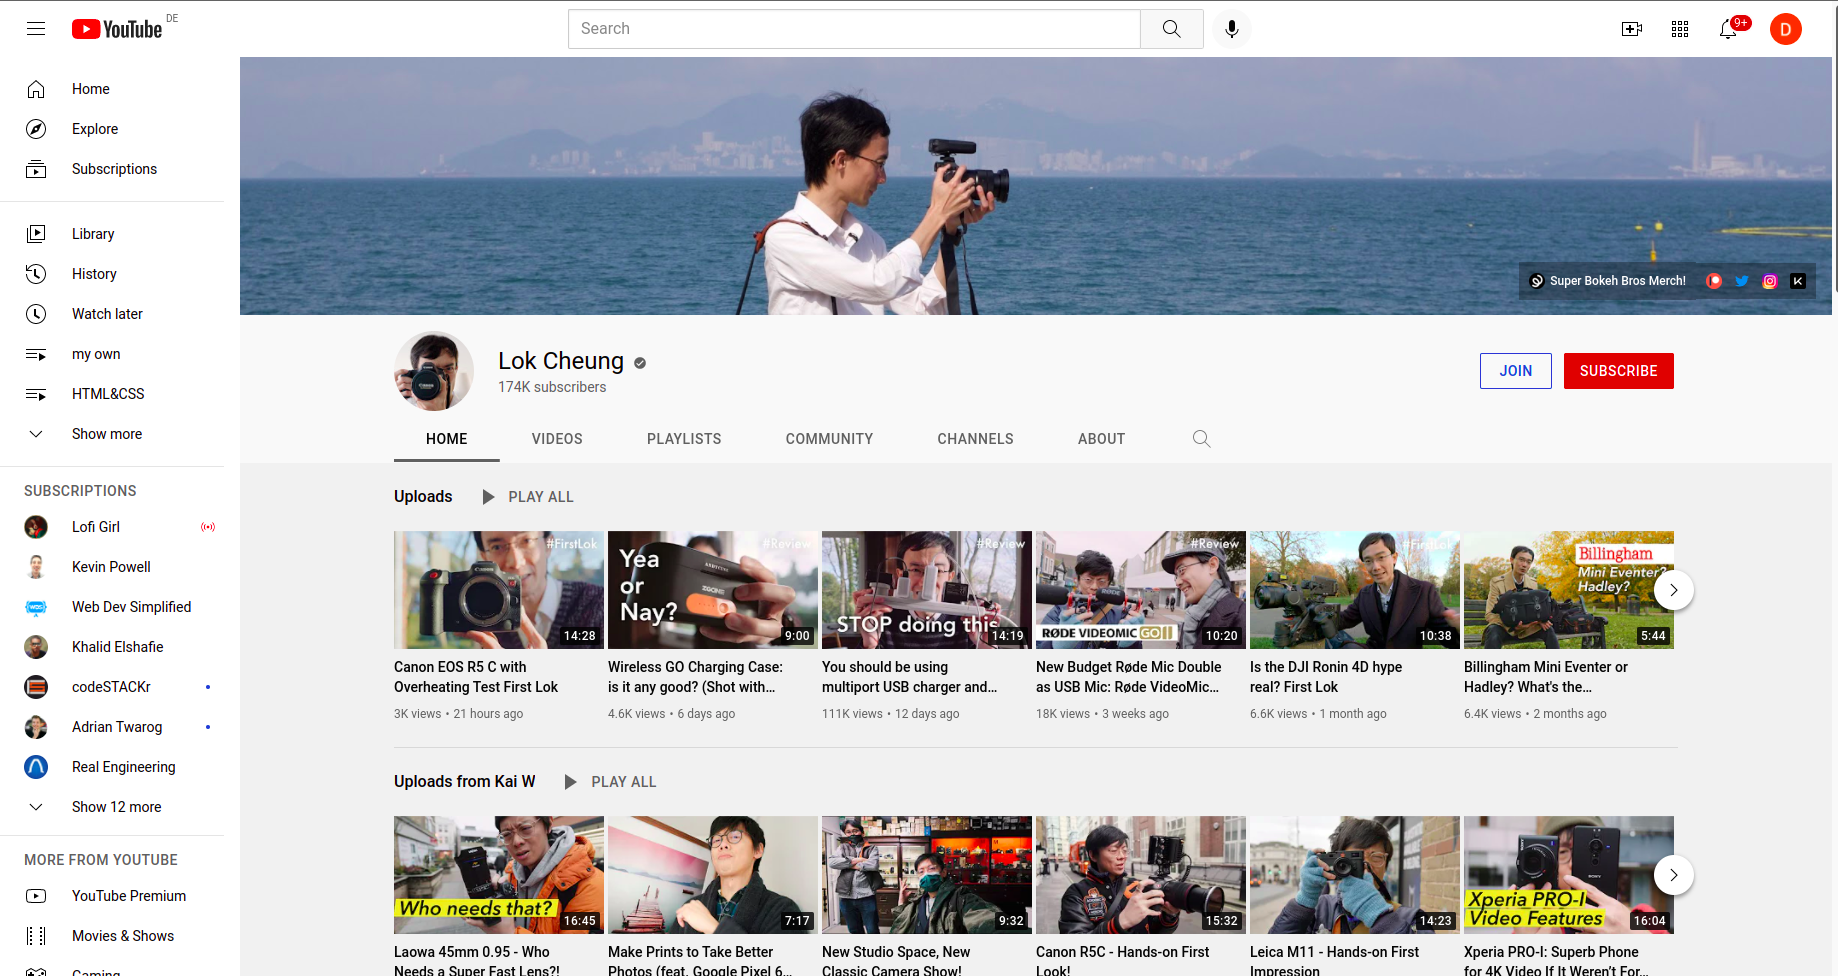 YouTube DE
Search
9+
D
Home
Explore
Subscriptions
Library
History
Watch later
my own
HTML&CSS
Show more
SUBSCRIPTIONS
Lofi Girl
Kevin Powell
Web Dev Simplified
Khalid Elshafie
codeSTACKr
Adrian Twarog
Real Engineering
Show 12 more
MORE FROM YOUTUBE
YouTube Premium
Movies & Shows
Gaming
Super Bokeh Bros Merch!
Lok Cheung
174K subscribers
JOIN
SUBSCRIBE
HOME
VIDEOS
PLAYLISTS
COMMUNITY
CHANNELS
ABOUT
Uploads
PLAY ALL
#FirstLok
14:28
Canon EOS R5 C with
Overheating Test First Lok
3K views • 21 hours ago
Yea
or
Nay?
#Review
9:00
Wireless GO Charging Case:
is it any good? (Shot with...
4.6K views • 6 days ago
#Review
STOP doing this
14:19
You should be using
multiport USB charger and...
111K views • 12 days ago
#Review
RØDE VIDEOMIC GO II
10:20
New Budget Røde Mic Double
as USB Mic: Røde VideoMic...
18K views • 3 weeks ago
#FirstLok
10:38
Is the DJI Ronin 4D hype
real? First Lok
6.6K views • 1 month ago
Billingham
Mini Eventer?
Hadley?
5:44
Billingham Mini Eventer or
Hadley? What's the...
6.4K views • 2 months ago
Uploads from Kai W
PLAY ALL
Who needs that?
16:45
Laowa 45mm 0.95 - Who
Needs a Super Fast Lens?!
7:17
Make Prints to Take Better
Photos (feat. Google Pixel 6...
9:32
New Studio Space, New
Classic Camera Show!
15:32
Canon R5C - Hands-on First
Look!
14:23
Leica M11 - Hands-on First
Impression
Xperia PRO-I
Video Features
16:04
Xperia PRO-I: Superb Phone
for 4K Video If It Weren't For...